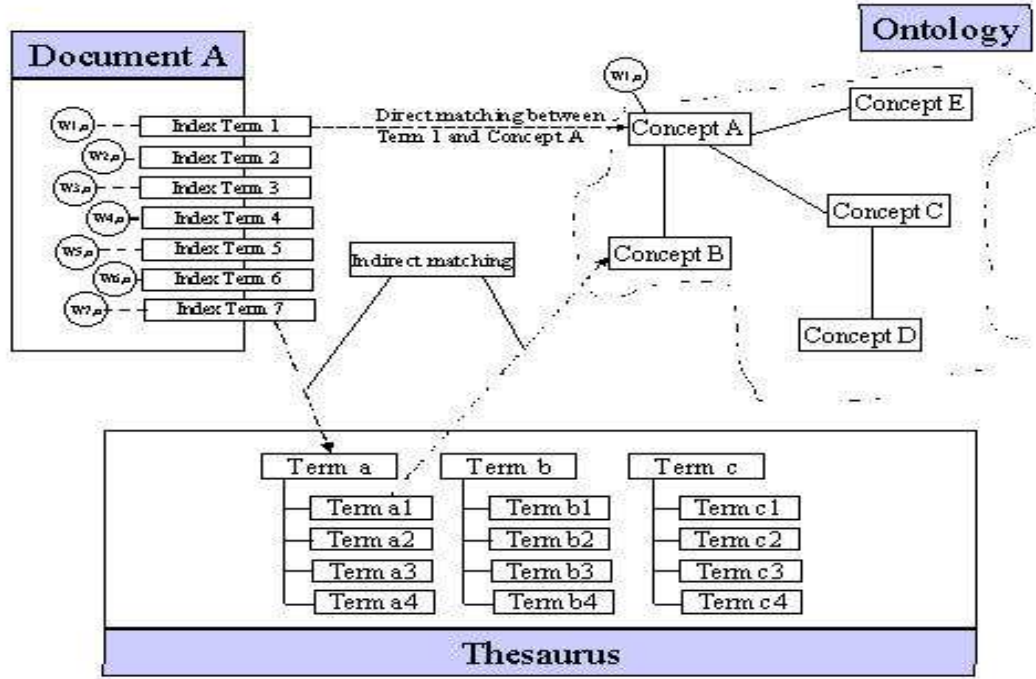 Document A
Ontology
W1,a
Index Term 1
W2,a
Index Term 2
W3,a
Index Term 3
W4,a
Index Term 4
W5,a
Index Term 5
W6,a
Index Term 6
W7,a
Index Term 7
Direct matching between
Term 1 and Concept A
W1,a
Concept A
Concept E
Concept C
Concept B
Concept D
Indirect matching
Term a
Term a1
Term a2
Term a3
Term a4
Term b
Term b1
Term b2
Term b3
Term b4
Term c
Term c1
Term c2
Term c3
Term c4
Thesaurus